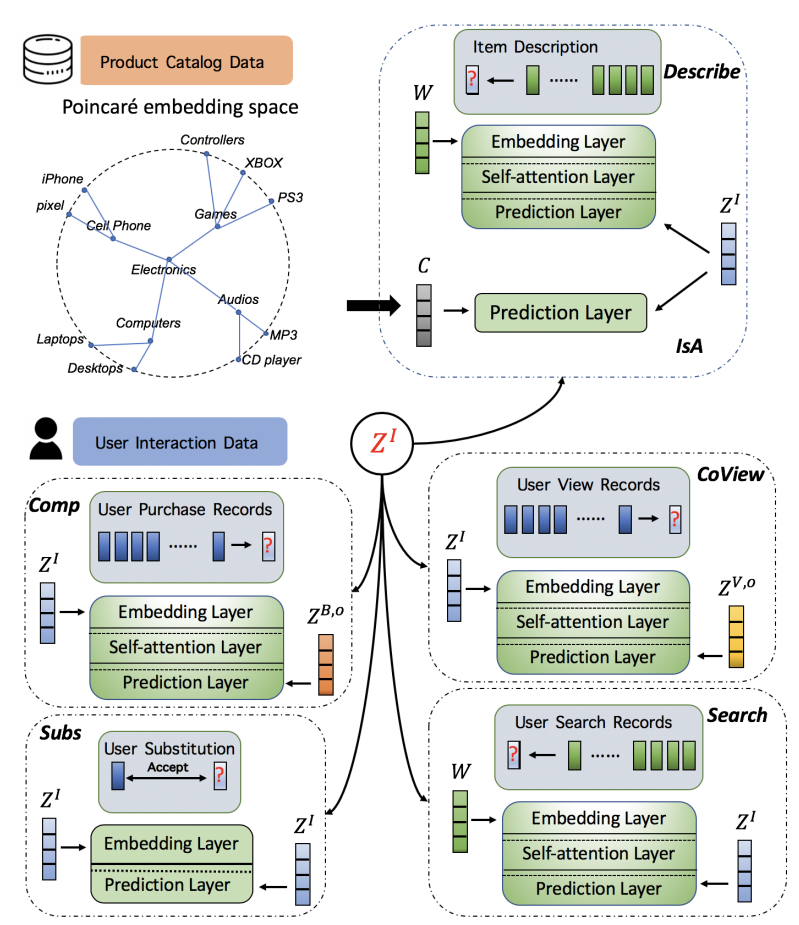 Product Catalog Data
Poincaré embedding space
Controllers
XBOX
iPhone
PS3
pixel
Games
Cell Phone
Electronics
Audios
Computers
MP3
Laptops
CD player
Desktops
Item Description
Describe
?
W
Embedding Layer
Self-attention Layer
Prediction Layer
Z^I
C
Prediction Layer
IsA
User Interaction Data
Z^I
Comp
User Purchase Records
?
Z^I
Embedding Layer
Z^{B,o}
Self-attention Layer
Prediction Layer
CoView
User View Records
?
Z^I
Embedding Layer
Z^{V,o}
Self-attention Layer
Prediction Layer
Subs
User Substitution
Accept
?
Z^I
Z^I
Embedding Layer
Prediction Layer
Search
User Search Records
?
W
Embedding Layer
Z^I
Self-attention Layer
Prediction Layer